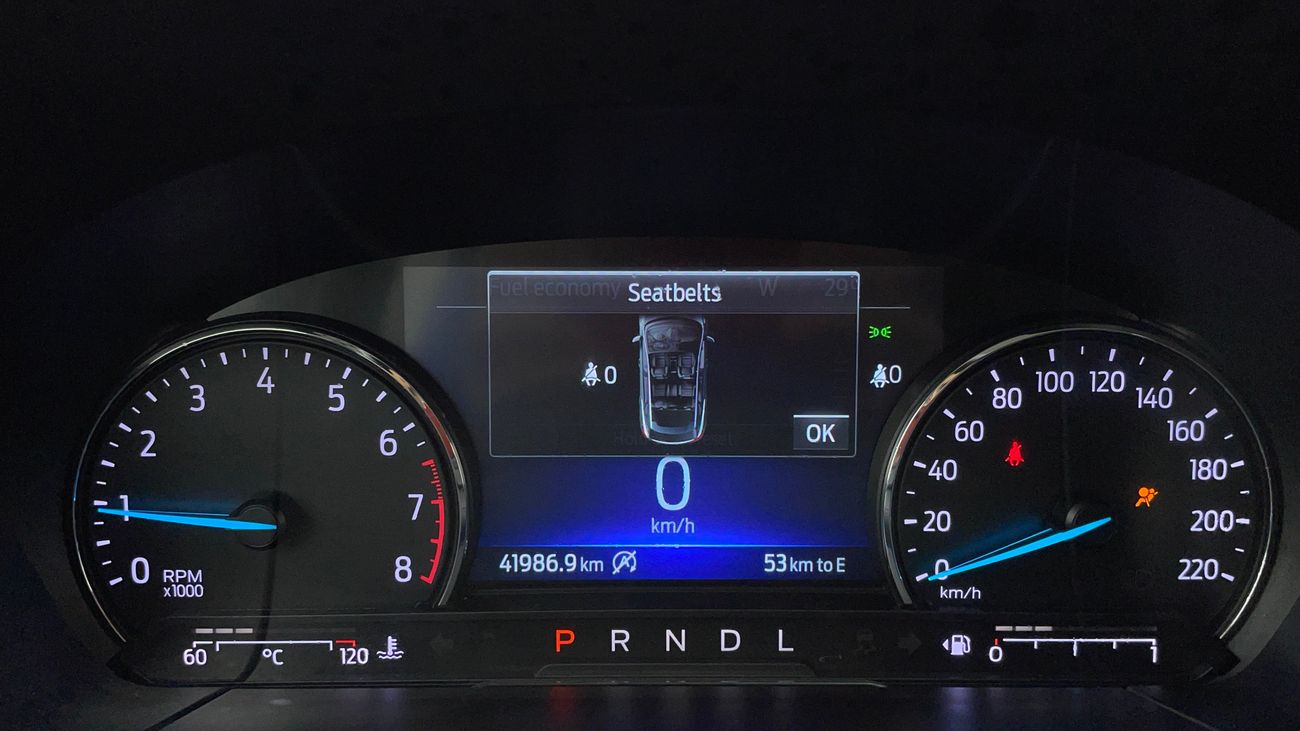 Fuel economy W 29°
Seatbelts
0
0
OK
0
km/h
41986.9 km
53 km to E
0
1
2
3
4
5
6
7
8
RPM
x1000
0
20
40
60
80
100
120
140
160
180
200
220
km/h
60 °C 120
P R N D L
0 1